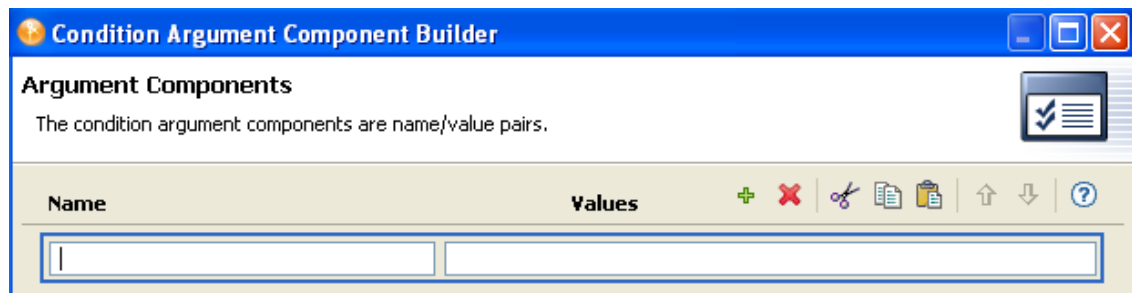 Condition Argument Component Builder
Argument Components
The condition argument components are name/value pairs.
Name Values